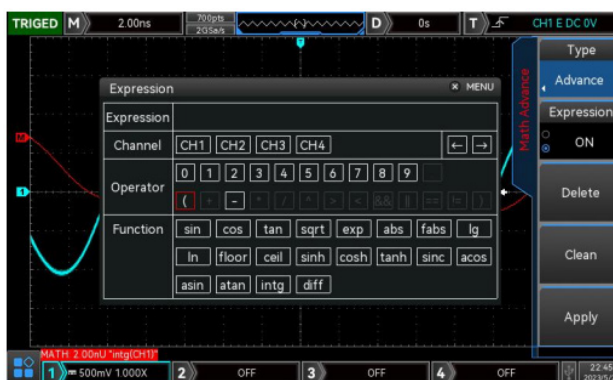 TRIGED M 2.00ns 700pts D 0s T CH1 E DC 0V
2GSa/s
Type
Expression MENU
Advance
Math Advance
Expression
Expression
Channel CH1 CH2 CH3 CH4 ← →
ON
Operator 0 1 2 3 4 5 6 7 8 9
( + - * / ^ > < && || == != )
Delete
Function sin cos tan sqrt exp abs fabs lg
ln floor ceil sinh cosh tanh sinc acos
Clean
asin atan intg diff
Apply
M
1
MATH 2.00nU "intg(CH1)"
1 500mV 1.000X 2 OFF 3 OFF 4 OFF
22:45